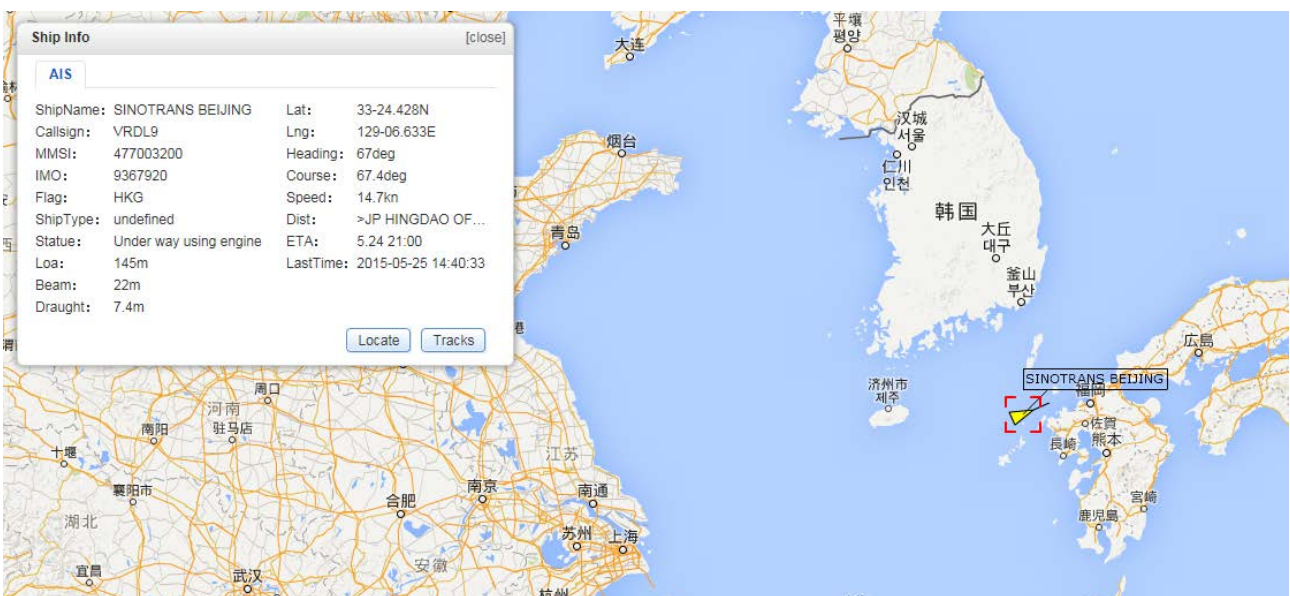 Ship Info [close]
AIS
ShipName: SINOTRANS BEIJING Lat: 33-24.428N
Callsign: VRDL9 Lng: 129-06.633E
MMSI: 477003200 Heading: 67deg
IMO: 9367920 Course: 67.4deg
Flag: HKG Speed: 14.7kn
ShipType: undefined Dist: >JP HINGDAO OF...
Statue: Under way using engine ETA: 5.24 21:00
Loa: 145m LastTime: 2015-05-25 14:40:33
Beam: 22m
Draught: 7.4m
Locate Tracks
平壤
평양
大连
汉城
서울
烟台
仁川
인천
韩国
大丘
대구
青岛
釜山
부산
広島
SINOTRANS BEIJING
济州市
제주
福岡
佐賀
長崎
熊本
周口
河南
南阳
驻马店
十堰
江苏
襄阳市
南京
南通
合肥
宮崎
鹿児島
湖北
苏州
上海
安徽
宜昌
武汉
杭州